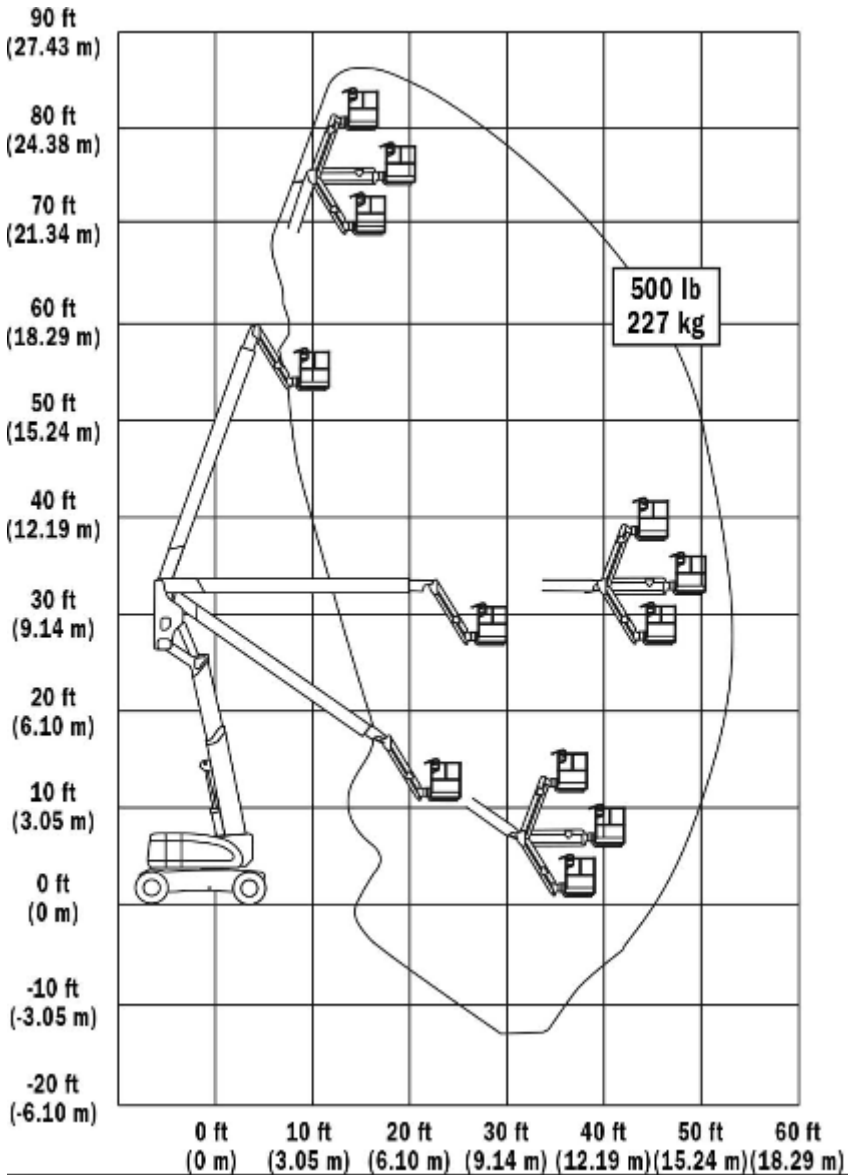 90 ft
(27.43 m)
80 ft
(24.38 m)
70 ft
(21.34 m)
500 lb
227 kg
60 ft
(18.29 m)
50 ft
(15.24 m)
40 ft
(12.19 m)
30 ft
(9.14 m)
20 ft
(6.10 m)
10 ft
(3.05 m)
0 ft
(0 m)
-10 ft
(-3.05 m)
-20 ft
(-6.10 m)
0 ft 10 ft 20 ft 30 ft 40 ft 50 ft 60 ft
(0 m) (3.05 m) (6.10 m) (9.14 m) (12.19 m) (15.24 m) (18.29 m)